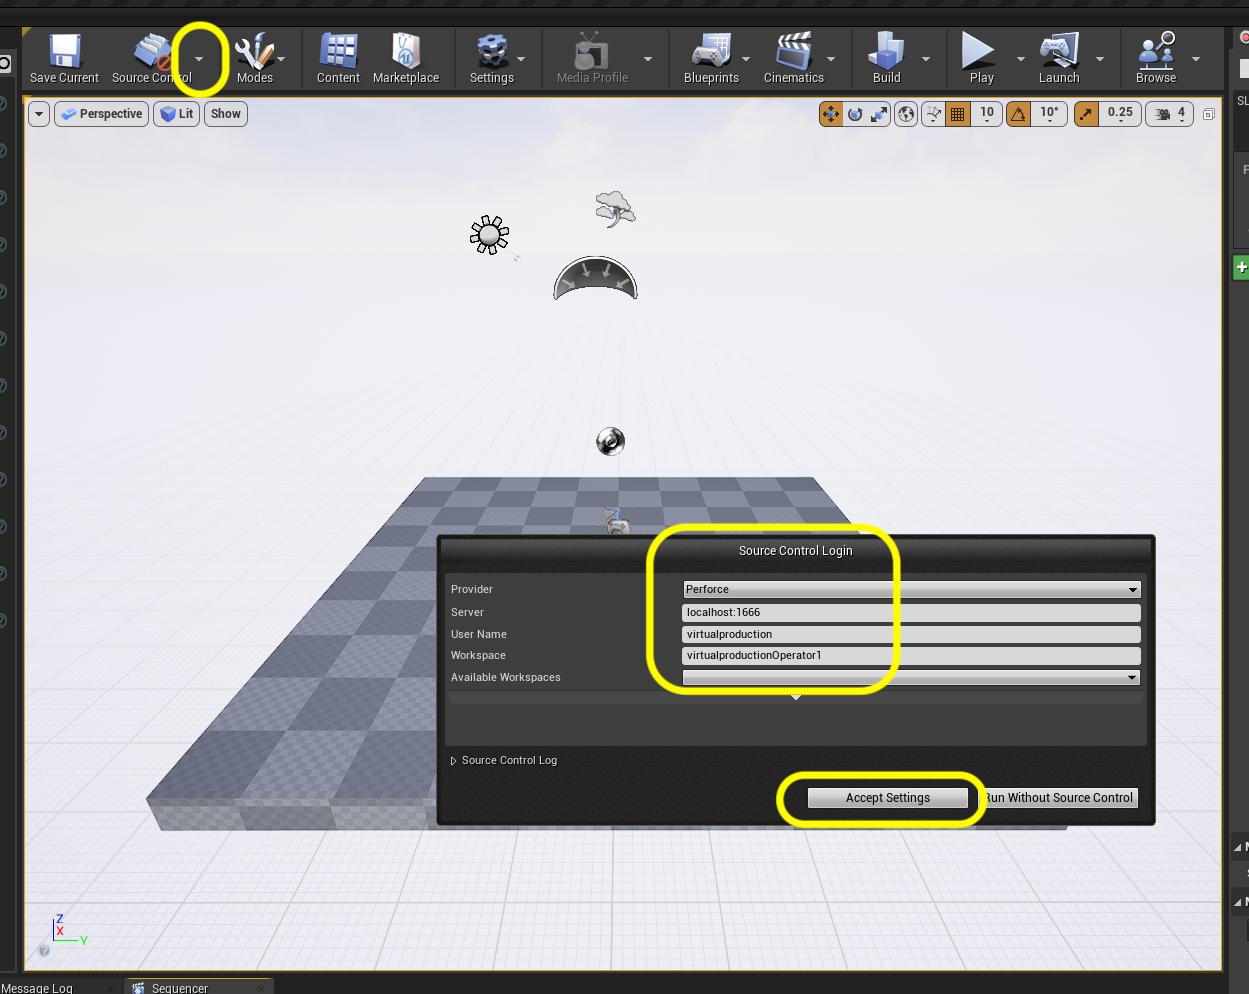 Save Current
Source Control
Modes
Content
Marketplace
Settings
Media Profile
Blueprints
Cinematics
Build
Play
Launch
Browse
Perspective
Lit
Show
10
10°
0.25
4
SL
Source Control Login
Provider
Perforce
Server
localhost:1666
User Name
virtualproduction
Workspace
virtualproductionOperator1
Available Workspaces
Source Control Log
Accept Settings
Run Without Source Control
Z
X
Y
Message Log
Sequencer